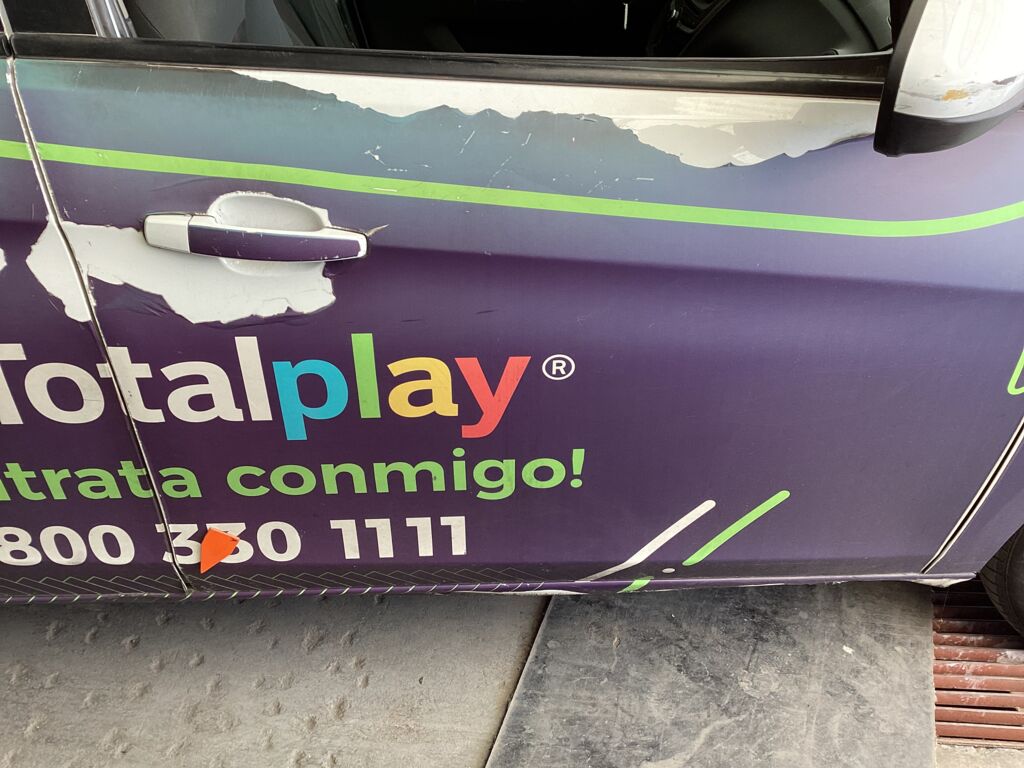 Totalplay®
trata conmigo!
800 330 1111